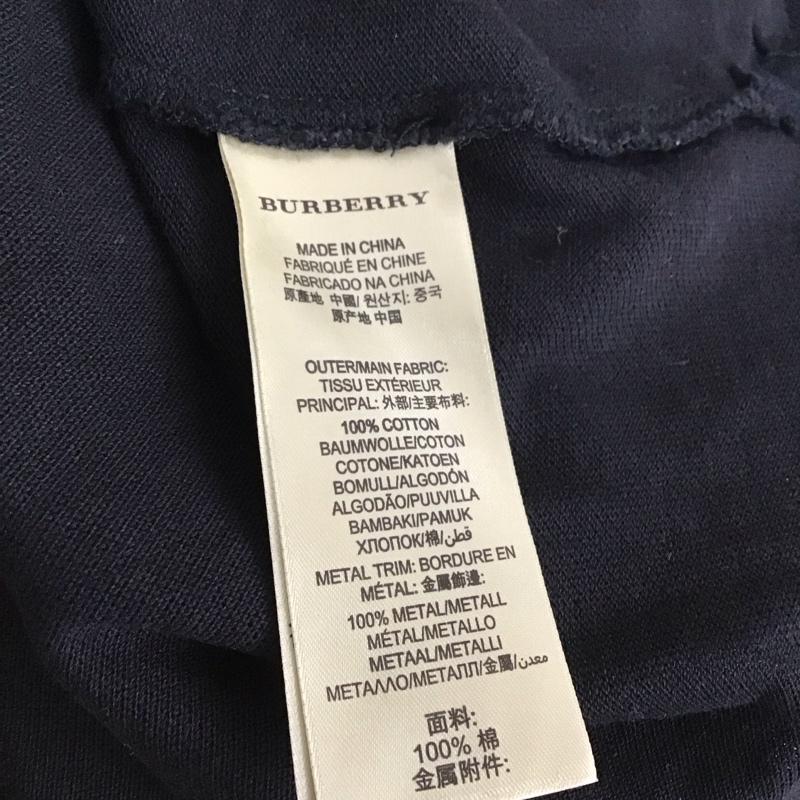 BURBERRY
MADE IN CHINA
FABRIQUÉ EN CHINE
FABRICADO NA CHINA
原產地 中國/ 원산지: 중국
原产地 中国
OUTER/MAIN FABRIC:
TISSU EXTÉRIEUR
PRINCIPAL: 外部/主要布料:
100% COTTON
BAUMWOLLE/COTON
COTONE/KATOEN
BOMULL/ALGODÓN
ALGODÃO/PUUVILLA
BAMBAKI/PAMUK
ХЛОПОК/棉/قطن
METAL TRIM: BORDURE EN
MÉTAL: 金屬飾邊:
100% METAL/METALL
MÉTAL/METALLO
METAAL/METALLI
ΜΕΤΑΛΛΟ/МЕТАЛЛ/金屬/معدن
面料:
100% 棉
金属附件: